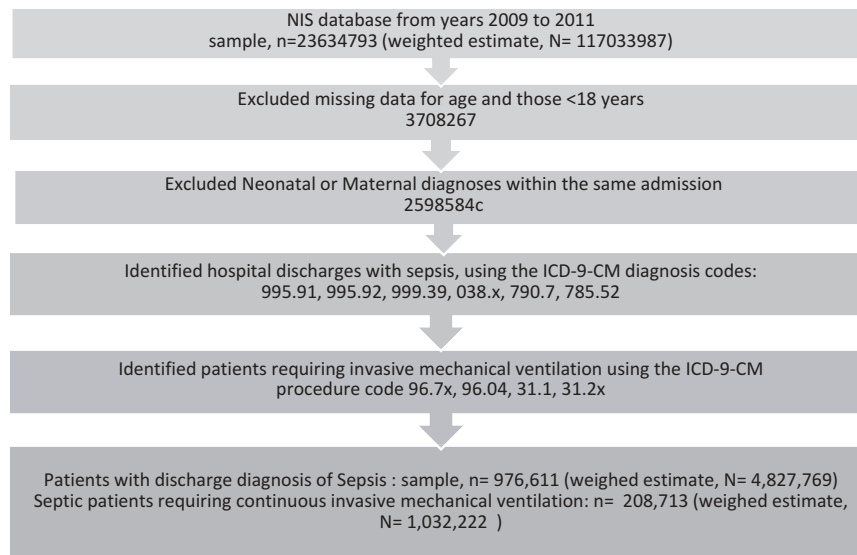 NIS database from years 2009 to 2011
sample, n=23634793 (weighted estimate, N= 117033987)
Excluded missing data for age and those <18 years
3708267
Excluded Neonatal or Maternal diagnoses within the same admission
2598584c
Identified hospital discharges with sepsis, using the ICD-9-CM diagnosis codes:
995.91, 995.92, 999.39, 038.x, 790.7, 785.52
Identified patients requiring invasive mechanical ventilation using the ICD-9-CM
procedure code 96.7x, 96.04, 31.1, 31.2x
Patients with discharge diagnosis of Sepsis : sample, n= 976,611 (weighed estimate, N= 4,827,769)
Septic patients requiring continuous invasive mechanical ventilation: n= 208,713 (weighed estimate,
N= 1,032,222 )